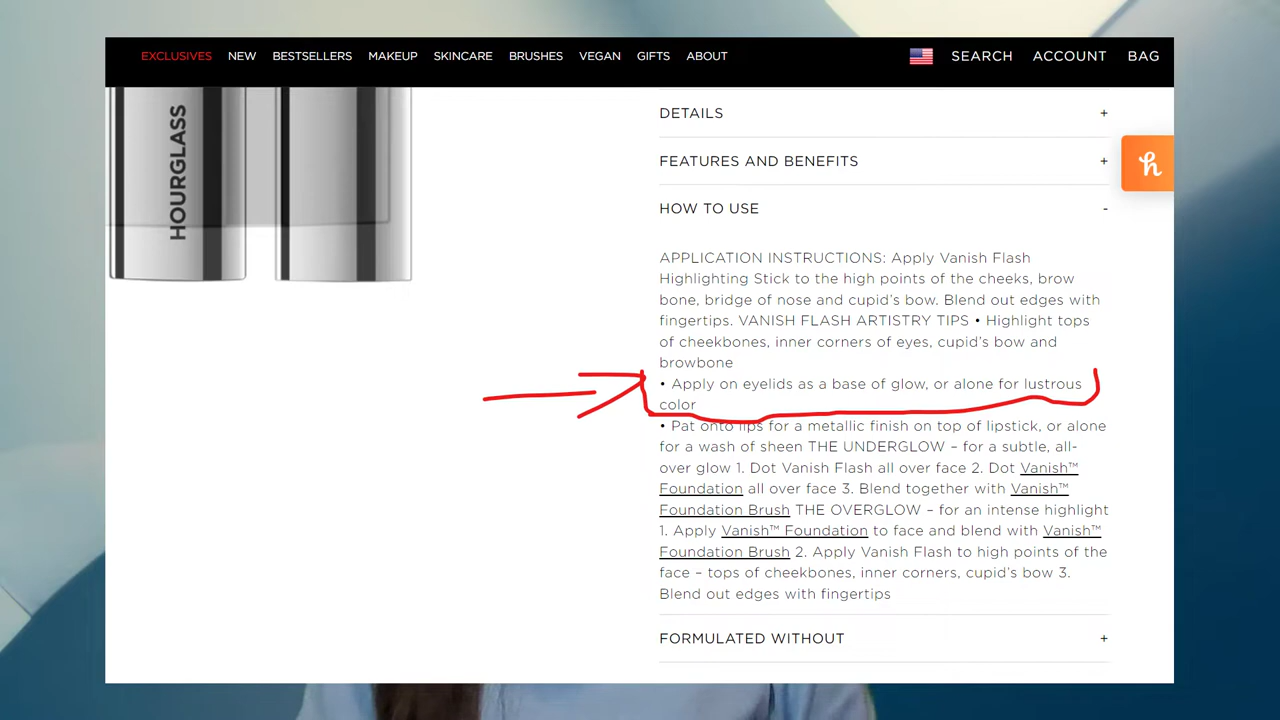 EXCLUSIVES NEW BESTSELLERS MAKEUP SKINCARE BRUSHES VEGAN GIFTS ABOUT SEARCH ACCOUNT BAG
HOURGLASS
DETAILS +
FEATURES AND BENEFITS +
h
HOW TO USE -
APPLICATION INSTRUCTIONS: Apply Vanish Flash
Highlighting Stick to the high points of the cheeks, brow
bone, bridge of nose and cupid's bow. Blend out edges with
fingertips. VANISH FLASH ARTISTRY TIPS • Highlight tops
of cheekbones, inner corners of eyes, cupid's bow and
browbone
• Apply on eyelids as a base of glow, or alone for lustrous
color
• Pat onto lips for a metallic finish on top of lipstick, or alone
for a wash of sheen THE UNDERGLOW – for a subtle, all-
over glow 1. Dot Vanish Flash all over face 2. Dot Vanish™
Foundation all over face 3. Blend together with Vanish™
Foundation Brush THE OVERGLOW – for an intense highlight
1. Apply Vanish™ Foundation to face and blend with Vanish™
Foundation Brush 2. Apply Vanish Flash to high points of the
face – tops of cheekbones, inner corners, cupid's bow 3.
Blend out edges with fingertips
FORMULATED WITHOUT +